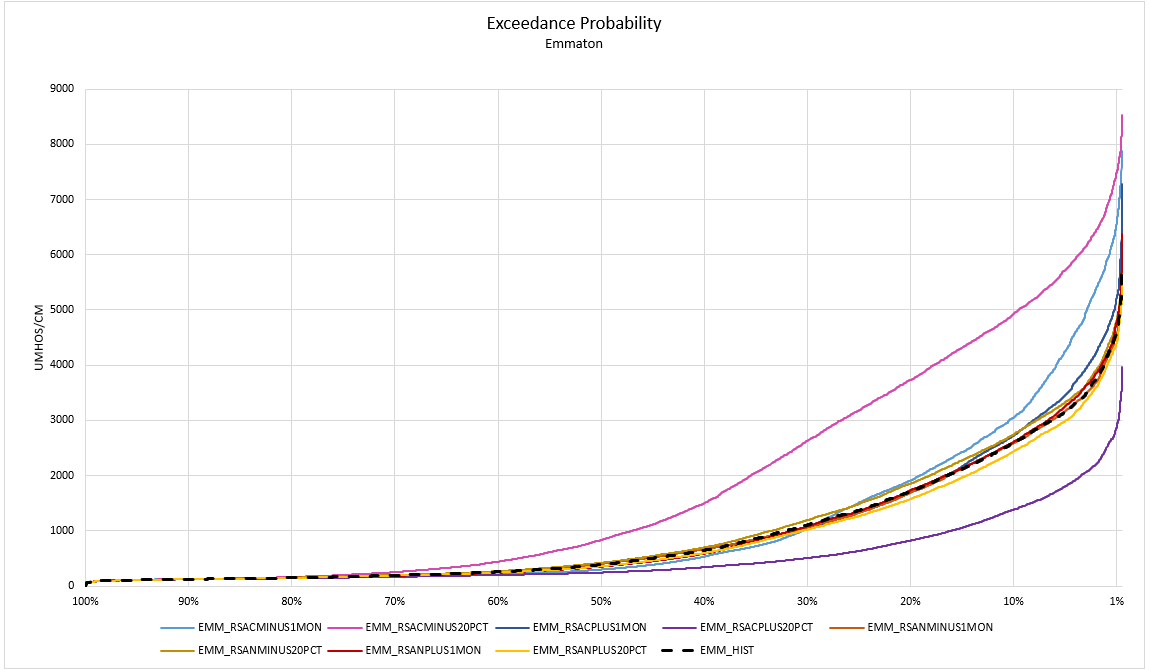 Exceedance Probability
Emmaton
9000
8000
7000
6000
5000
4000
3000
2000
1000
0
UMHOS/CM
100% 90% 80% 70% 60% 50% 40% 30% 20% 10% 1%
EMM_RSACMINUS1MON EMM_RSACMINUS20PCT EMM_RSACPLUS1MON EMM_RSACPLUS20PCT EMM_RSANMINUS1MON
EMM_RSANMINUS20PCT EMM_RSANPLUS1MON EMM_RSANPLUS20PCT EMM_HIST